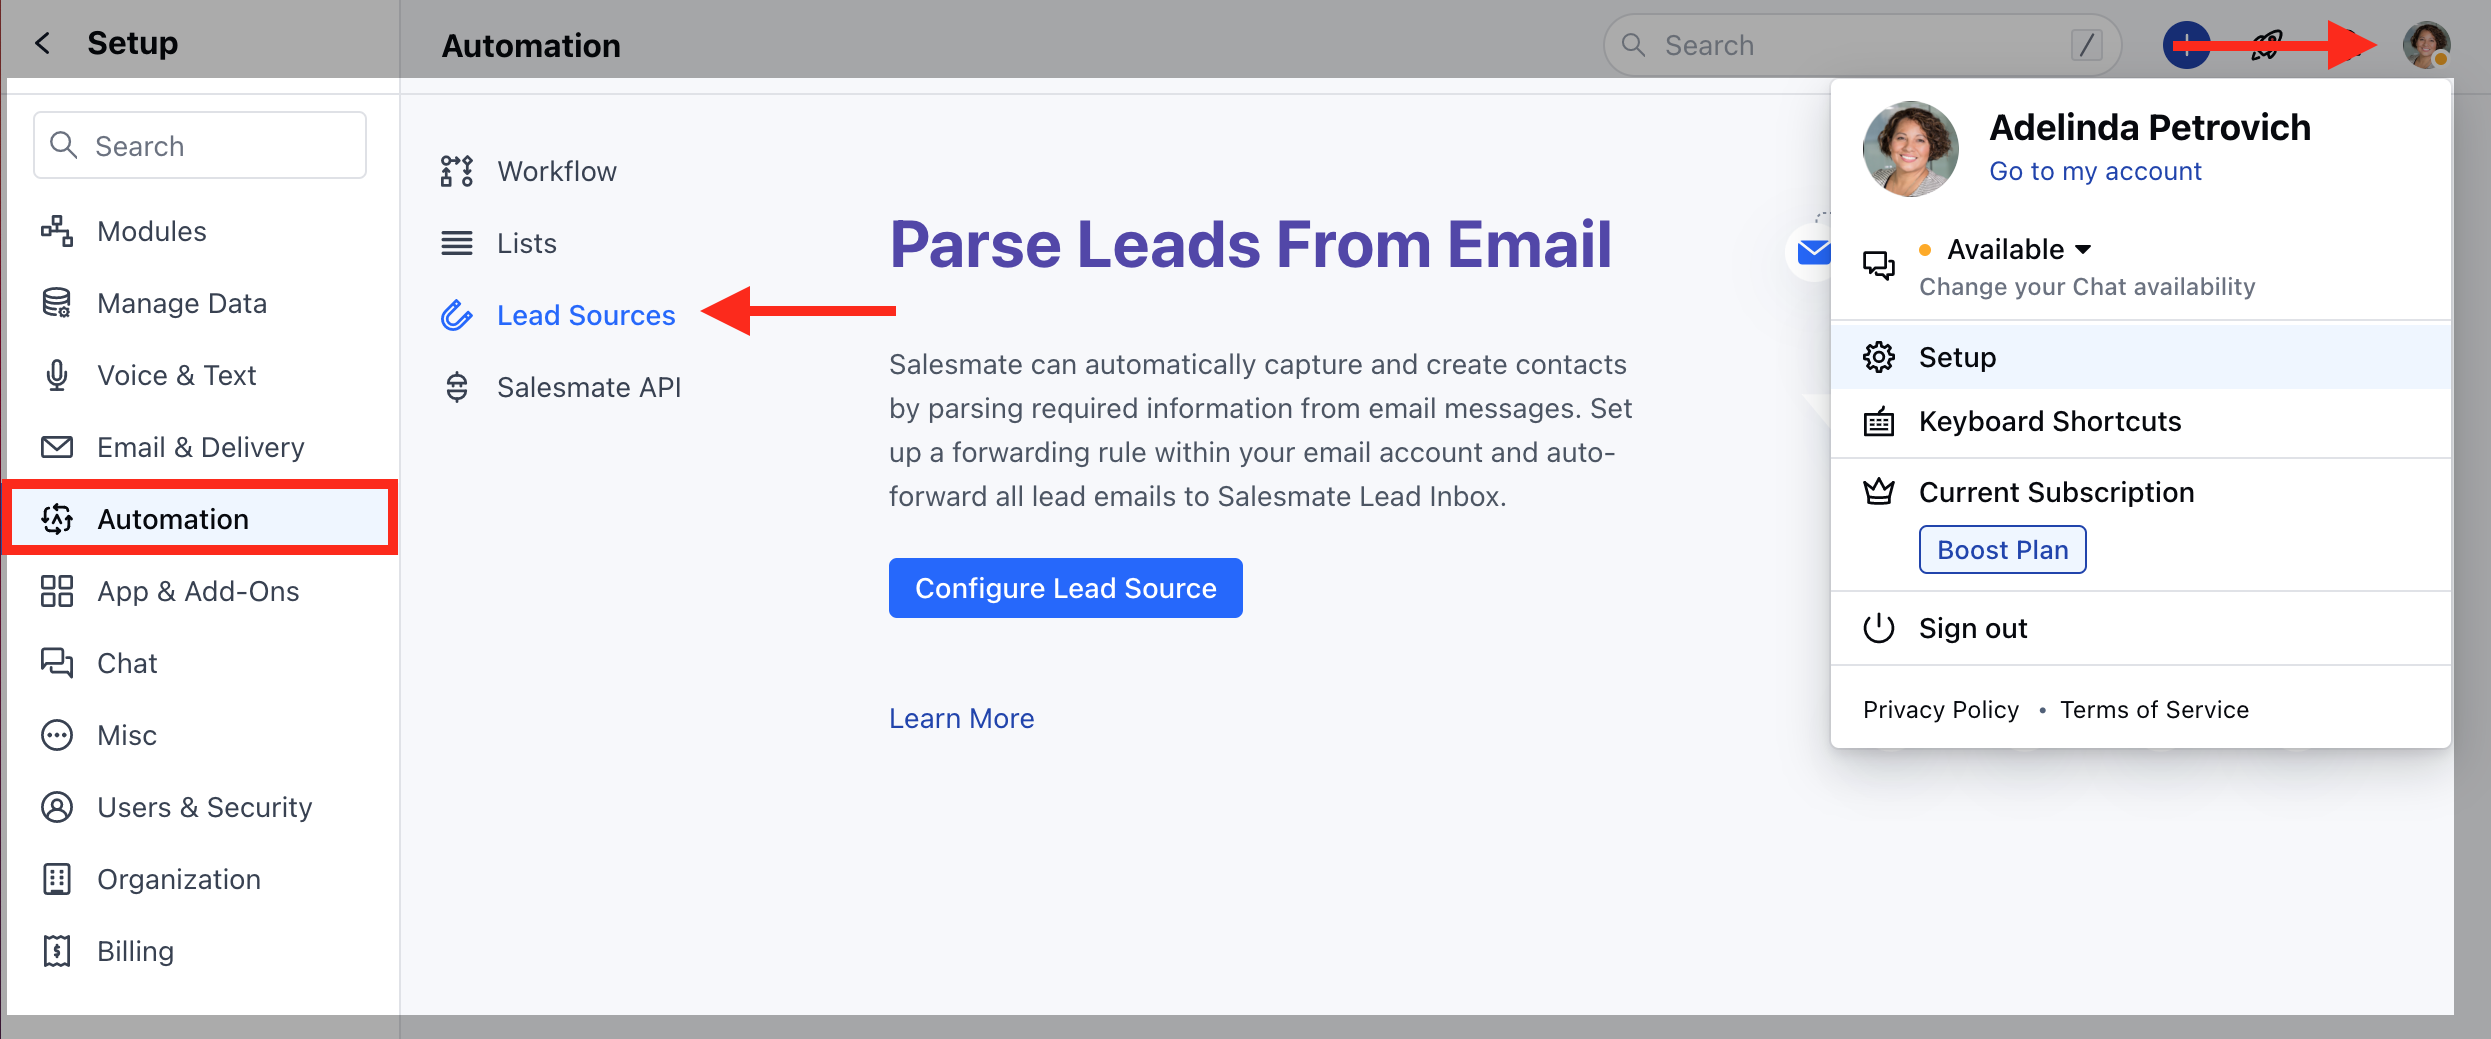 Setup
Automation
Search
/
Search
Modules
Manage Data
Voice & Text
Email & Delivery
Automation
App & Add-Ons
Chat
Misc
Users & Security
Organization
Billing
Workflow
Lists
Lead Sources
Salesmate API
Parse Leads From Email
Salesmate can automatically capture and create contacts
by parsing required information from email messages. Set
up a forwarding rule within your email account and auto-
forward all lead emails to Salesmate Lead Inbox.
Configure Lead Source
Learn More
Adelinda Petrovich
Go to my account
Available
Change your Chat availability
Setup
Keyboard Shortcuts
Current Subscription
Boost Plan
Sign out
Privacy Policy • Terms of Service